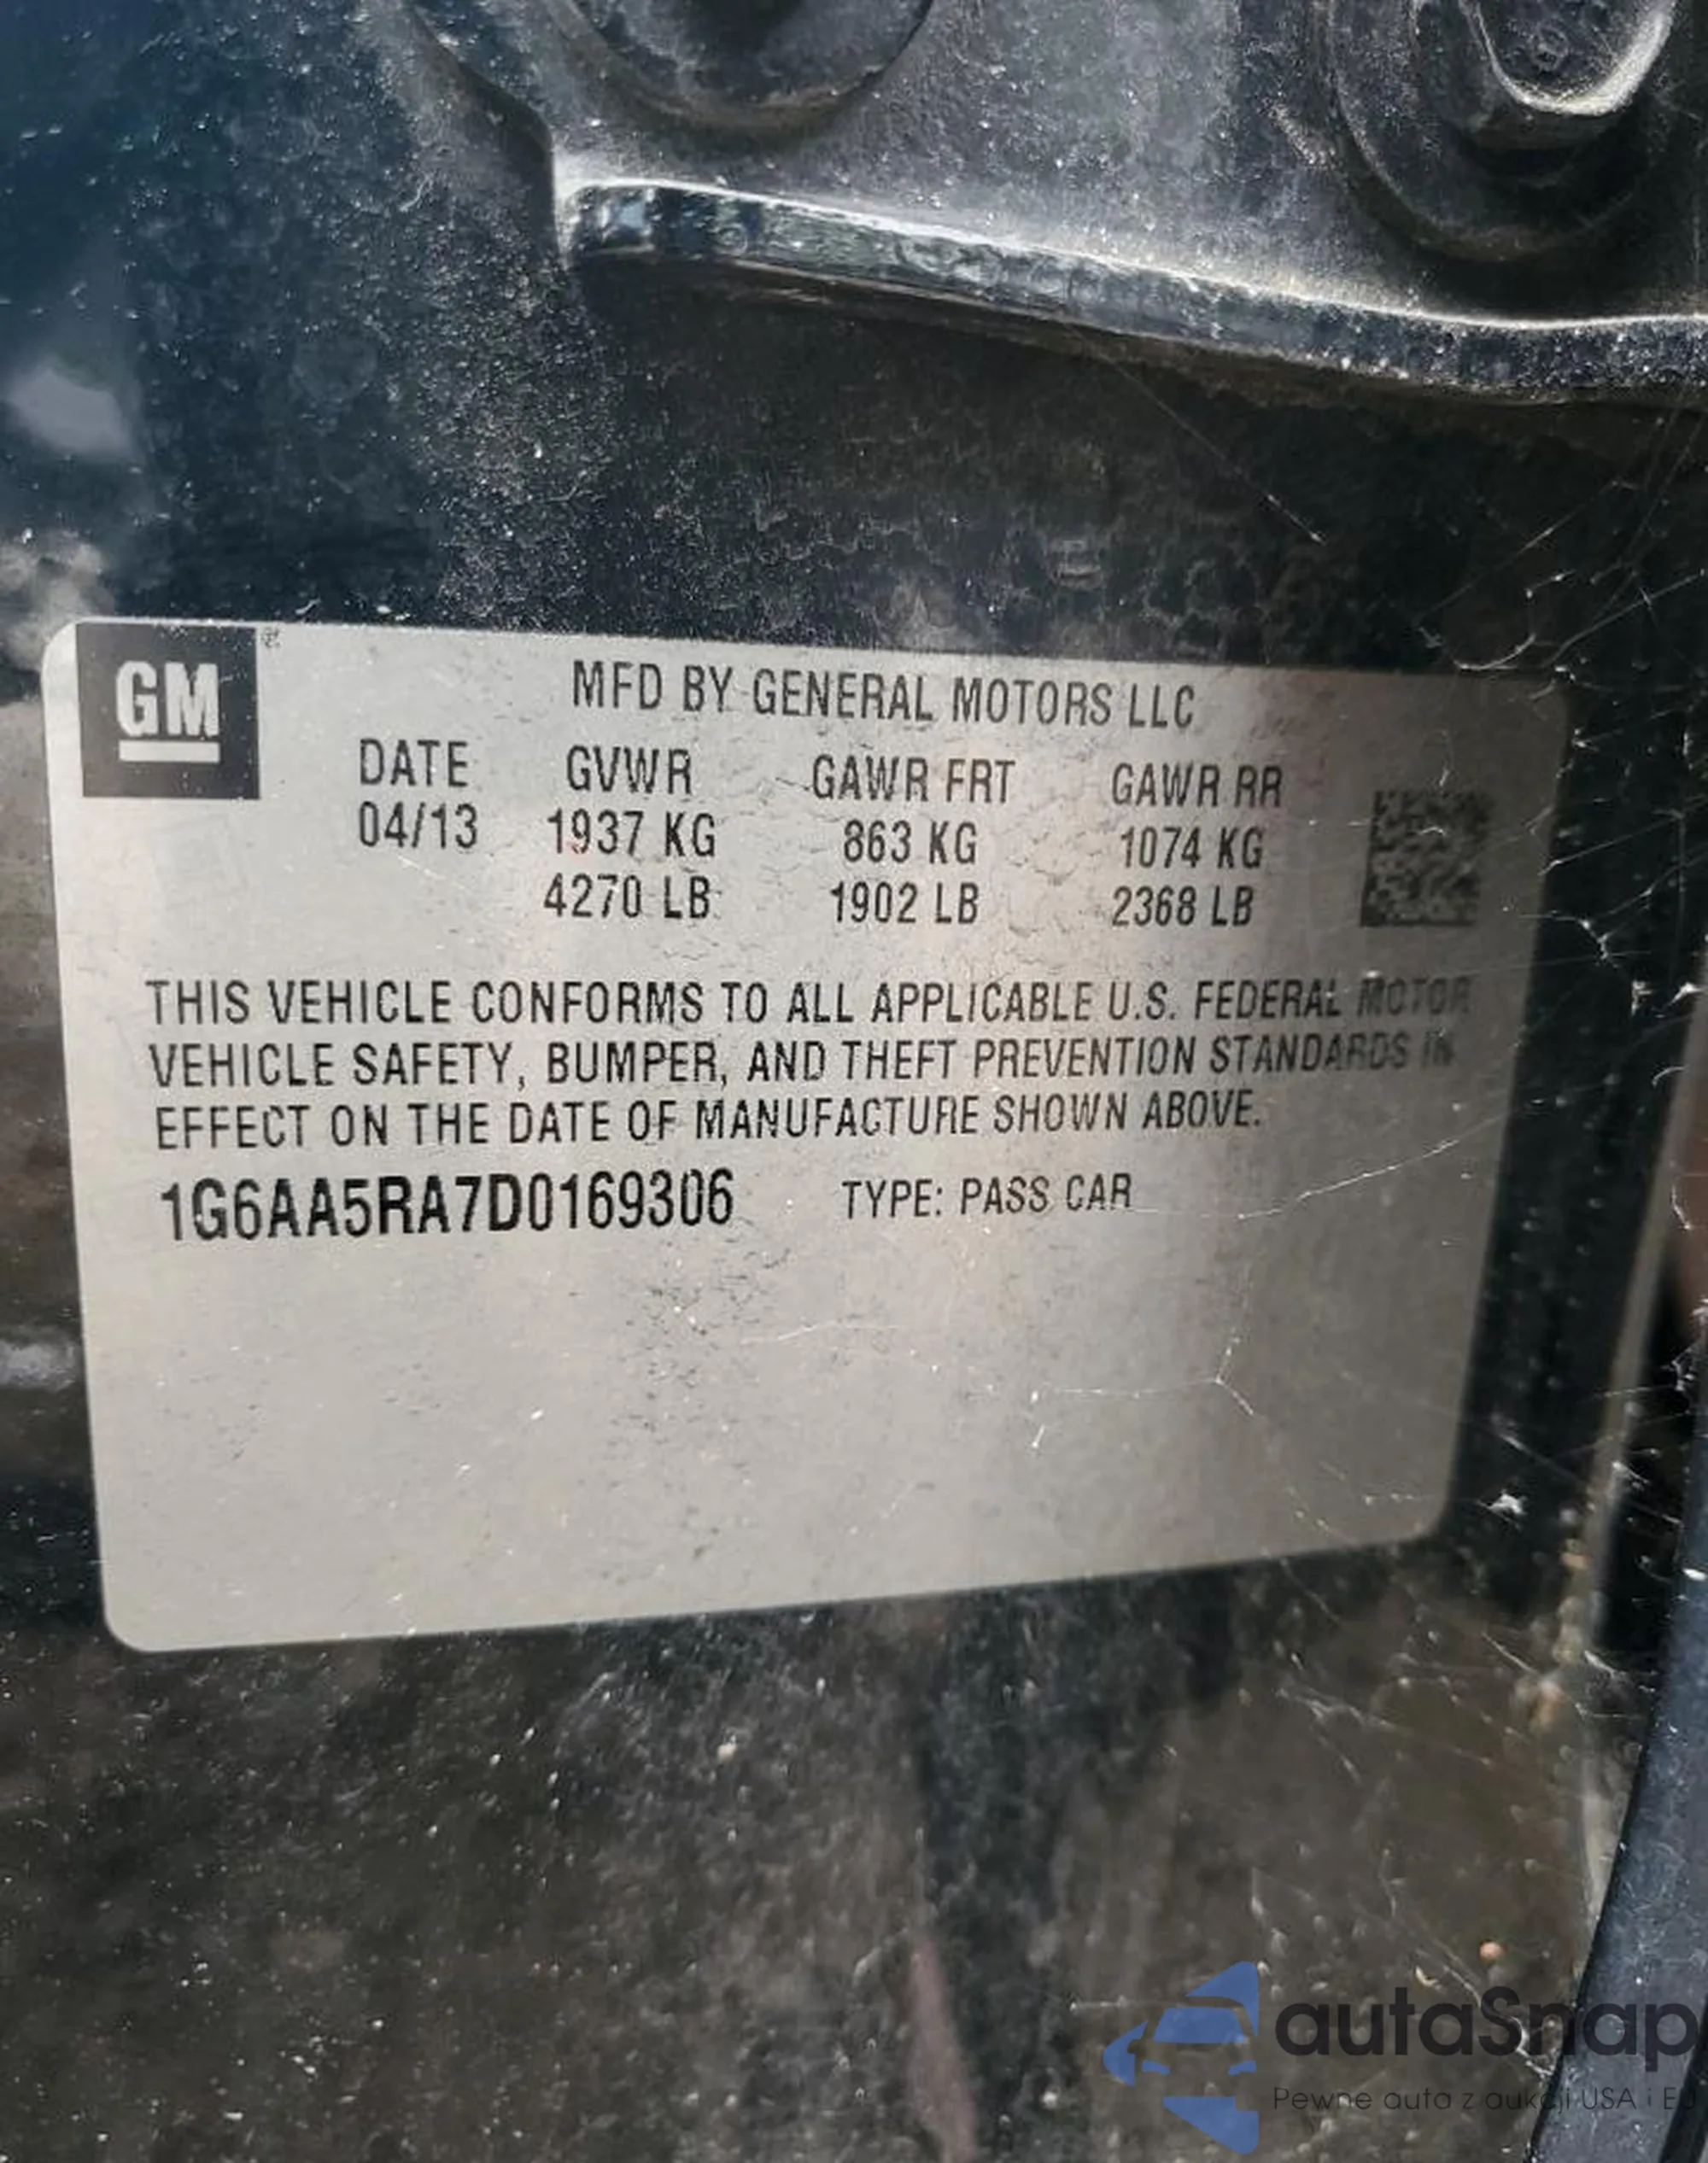 GM
MFD BY GENERAL MOTORS LLC
DATE GVWR GAWR FRT GAWR RR
04/13 1937 KG 863 KG 1074 KG
4270 LB 1902 LB 2368 LB
THIS VEHICLE CONFORMS TO ALL APPLICABLE U.S. FEDERAL MOTOR
VEHICLE SAFETY, BUMPER, AND THEFT PREVENTION STANDARDS IN
EFFECT ON THE DATE OF MANUFACTURE SHOWN ABOVE.
1G6AA5RA7D0169306 TYPE: PASS CAR
autaSnap
Pewne auta z aukcji USA i EU